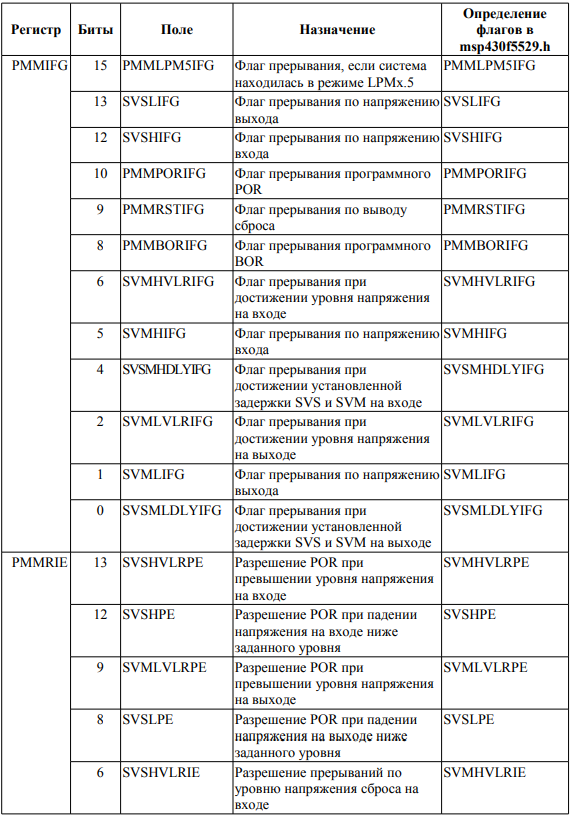 Регистр Биты Поле Назначение Определение флагов в msp430f5529.h
PMMIFG 15 PMMLPM5IFG Флаг прерывания, если система PMMLPM5IFG
находилась в режиме LPMx.5
13 SVSLIFG Флаг прерывания по напряжению SVSLIFG
выхода
12 SVSHIFG Флаг прерывания по напряжению SVSHIFG
входа
10 PMMPORIFG Флаг прерывания программного PMMPORIFG
POR
9 PMMRSTIFG Флаг прерывания по выводу PMMRSTIFG
сброса
8 PMMBORIFG Флаг прерывания программного PMMBORIFG
BOR
6 SVMHVLRIFG Флаг прерывания при SVMHVLRIFG
достижении уровня напряжения
на входе
5 SVMHIFG Флаг прерывания по напряжению SVMHIFG
входа
4 SVSMHDLYIFG Флаг прерывания при SVSMHDLYIFG
достижении установленной
задержки SVS и SVM на входе
2 SVMLVLRIFG Флаг прерывания при SVMLVLRIFG
достижении уровня напряжения
на выходе
1 SVMLIFG Флаг прерывания по напряжению SVMLIFG
выхода
0 SVSMLDLYIFG Флаг прерывания при SVSMLDLYIFG
достижении установленной
задержки SVS и SVM на выходе
PMMRIE 13 SVSHVLRPE Разрешение POR при SVMHVLRPE
превышении уровня напряжения
на входе
12 SVSHPE Разрешение POR при падении SVSHPE
напряжения на входе ниже
заданного уровня
9 SVMLVLRPE Разрешение POR при SVMLVLRPE
превышении уровня напряжения
на выходе
8 SVSLPE Разрешение POR при падении SVSLPE
напряжения на выходе ниже
заданного уровня
6 SVSHVLRIE Разрешение прерываний по SVMHVLRIE
уровню напряжения сброса на
входе